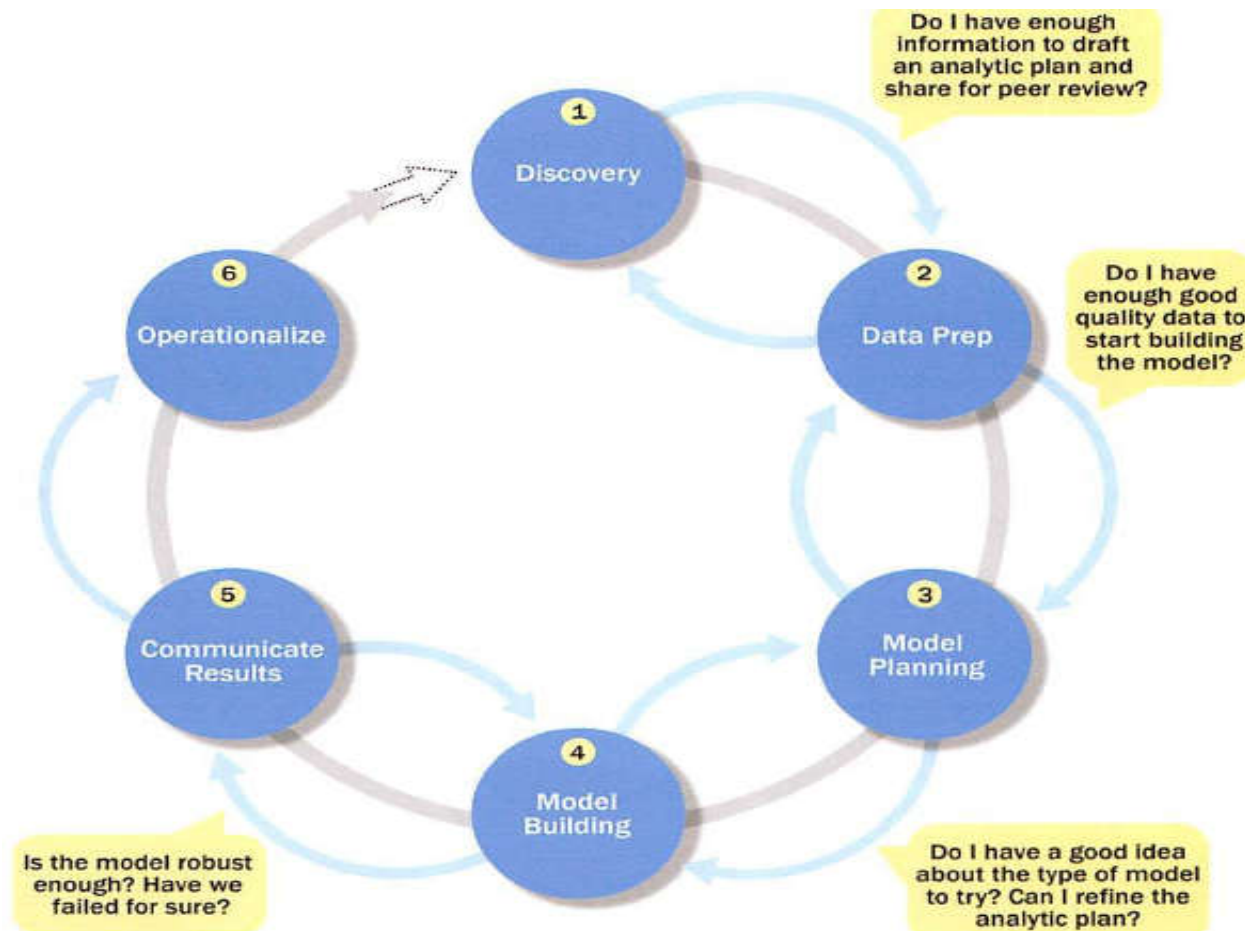 Do I have enough
information to draft
an analytic plan and
share for peer review?
1
Discovery
2
Data Prep
Do I have
enough good
quality data to
start building
the model?
6
Operationalize
3
Model
Planning
5
Communicate
Results
4
Model
Building
Is the model robust
enough? Have we
failed for sure?
Do I have a good idea
about the type of model
to try? Can I refine the
analytic plan?